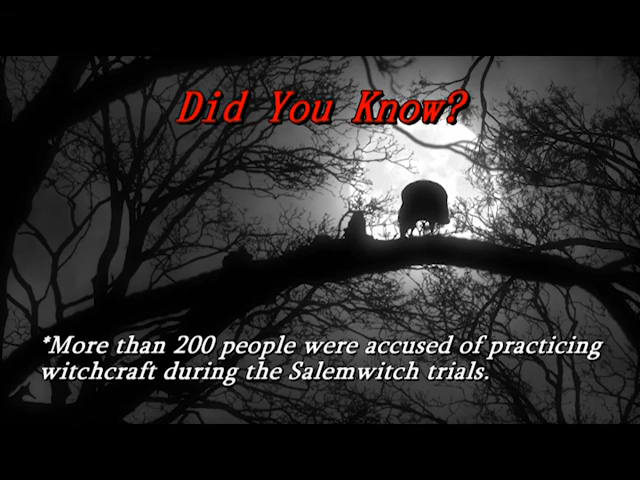 Did You Know?
*More than 200 people were accused of practicing
witchcraft during the Salemwitch trials.